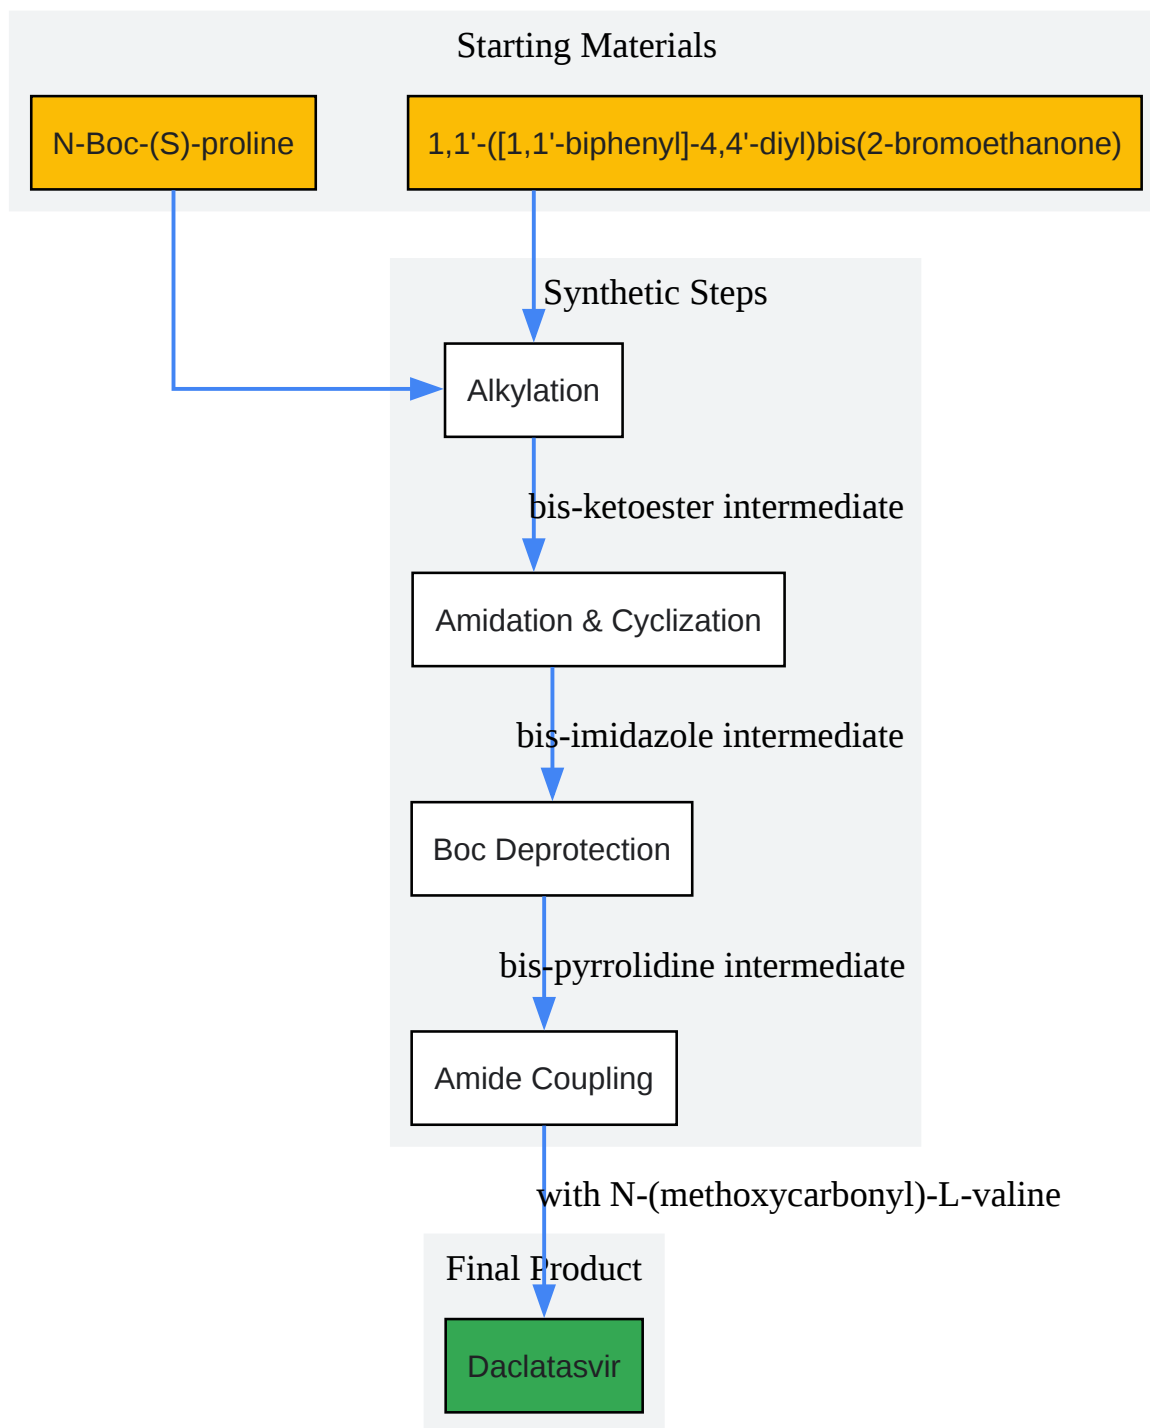 Starting Materials
N-Boc-(S)-proline
1,1'-([1,1'-biphenyl]-4,4'-diyl)bis(2-bromoethanone)
Synthetic Steps
Alkylation
bis-ketoester intermediate
Amidation & Cyclization
bis-imidazole intermediate
Boc Deprotection
bis-pyrrolidine intermediate
Amide Coupling
with N-(methoxycarbonyl)-L-valine
Final Product
Daclatasvir